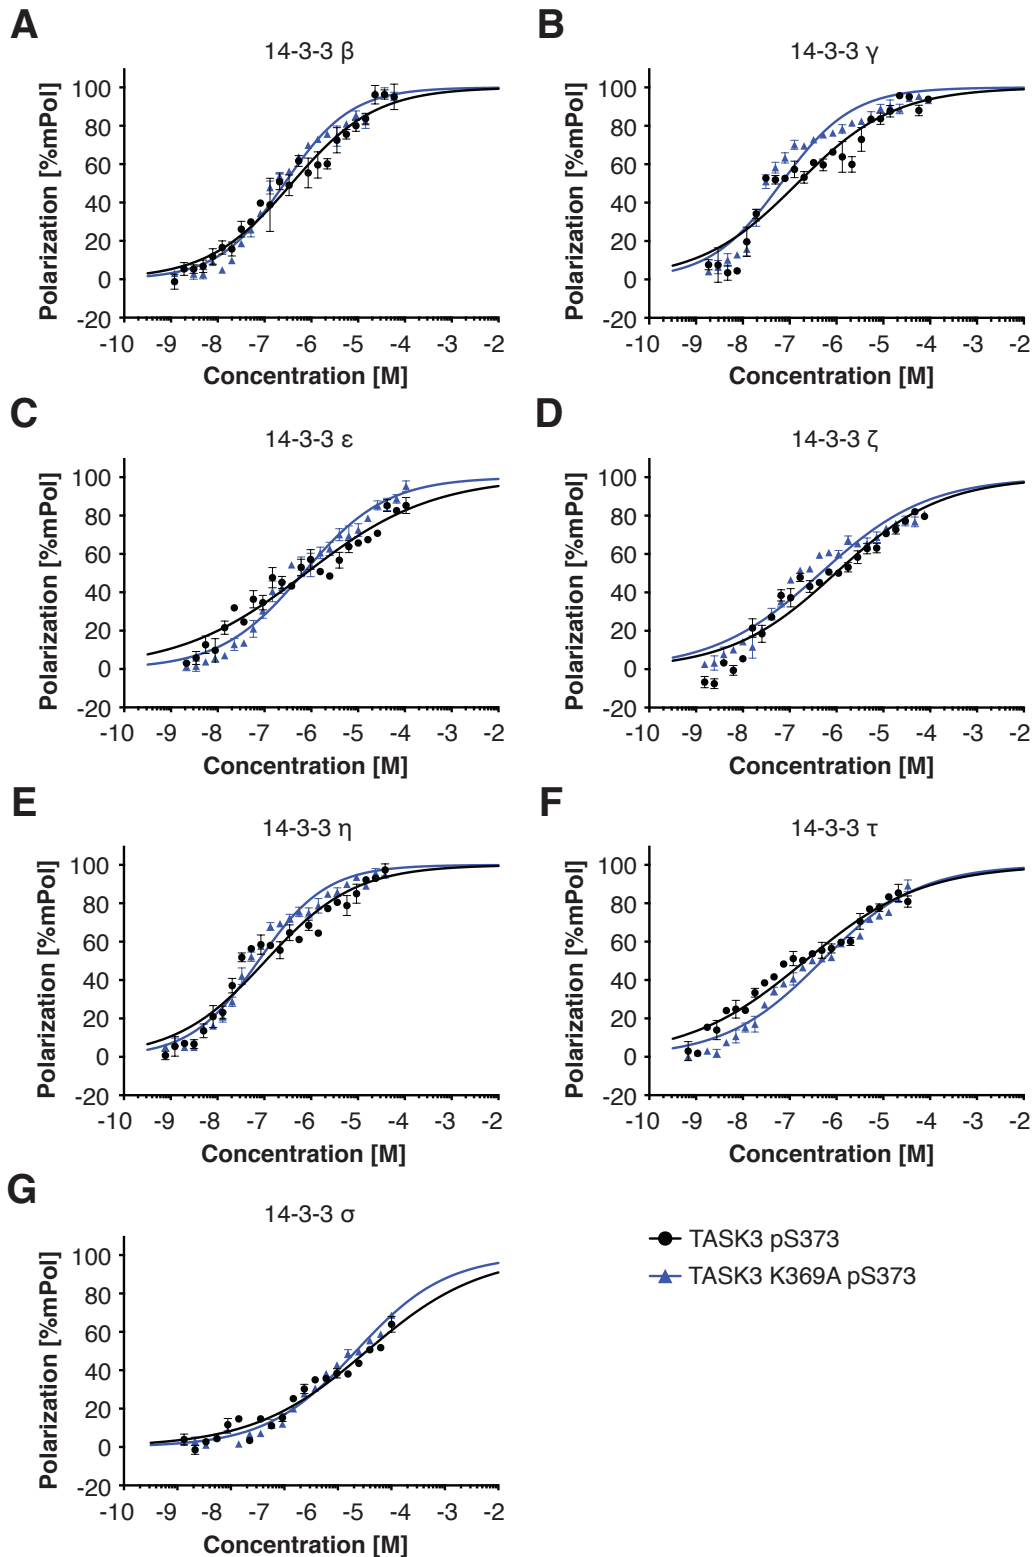 A
14-3-3 β
Polarization [%mPol]
100
80
60
40
20
0
-20
-10 -9 -8 -7 -6 -5 -4 -3 -2
Concentration [M]
B
14-3-3 γ
Polarization [%mPol]
100
80
60
40
20
0
-20
-10 -9 -8 -7 -6 -5 -4 -3 -2
Concentration [M]
C
14-3-3 ε
Polarization [%mPol]
100
80
60
40
20
0
-20
-10 -9 -8 -7 -6 -5 -4 -3 -2
Concentration [M]
D
14-3-3 ζ
Polarization [%mPol]
100
80
60
40
20
0
-20
-10 -9 -8 -7 -6 -5 -4 -3 -2
Concentration [M]
E
14-3-3 η
Polarization [%mPol]
100
80
60
40
20
0
-20
-10 -9 -8 -7 -6 -5 -4 -3 -2
Concentration [M]
F
14-3-3 τ
Polarization [%mPol]
100
80
60
40
20
0
-20
-10 -9 -8 -7 -6 -5 -4 -3 -2
Concentration [M]
G
14-3-3 σ
Polarization [%mPol]
100
80
60
40
20
0
-20
-10 -9 -8 -6 -5 -4 -3 -2
Concentration [M]
TASK3 pS373
TASK3 K369A pS373